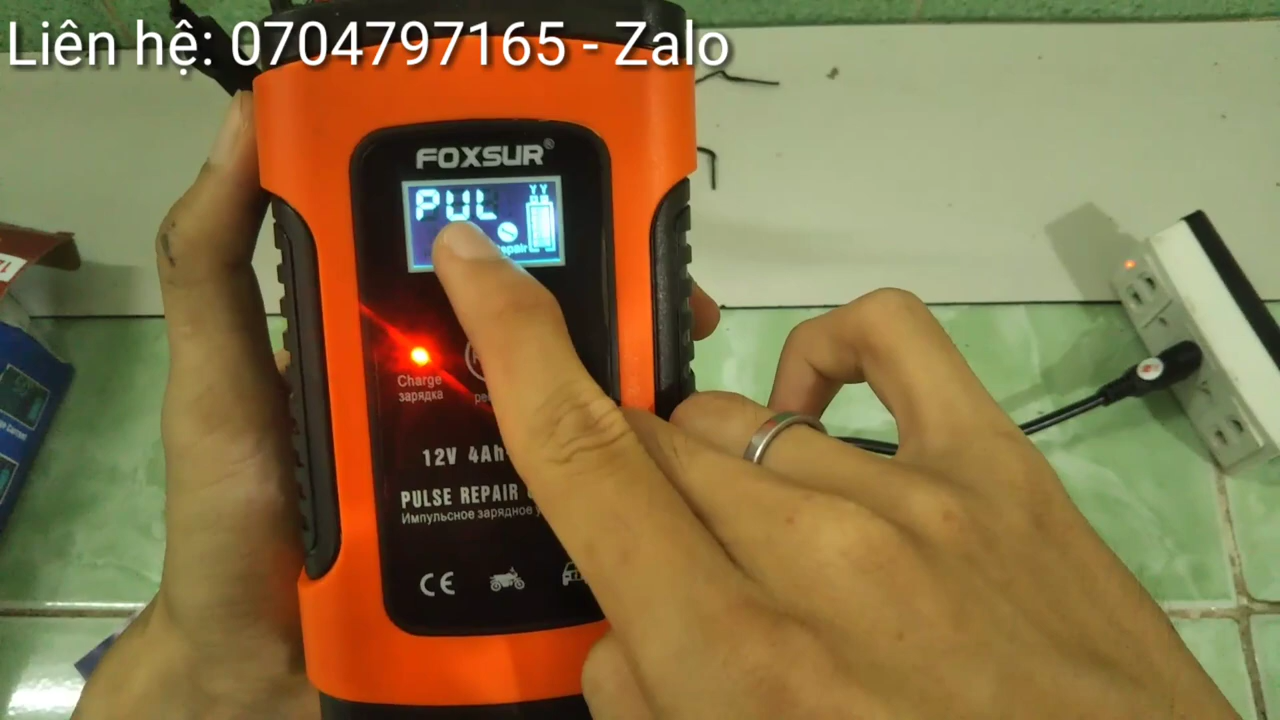 Liên hệ: 0704797165 - Zalo
FOXSUR®
PUL
Charge
зарядка
12V 4Ah
PULSE REPAIR
Импульсное зарядное
CE